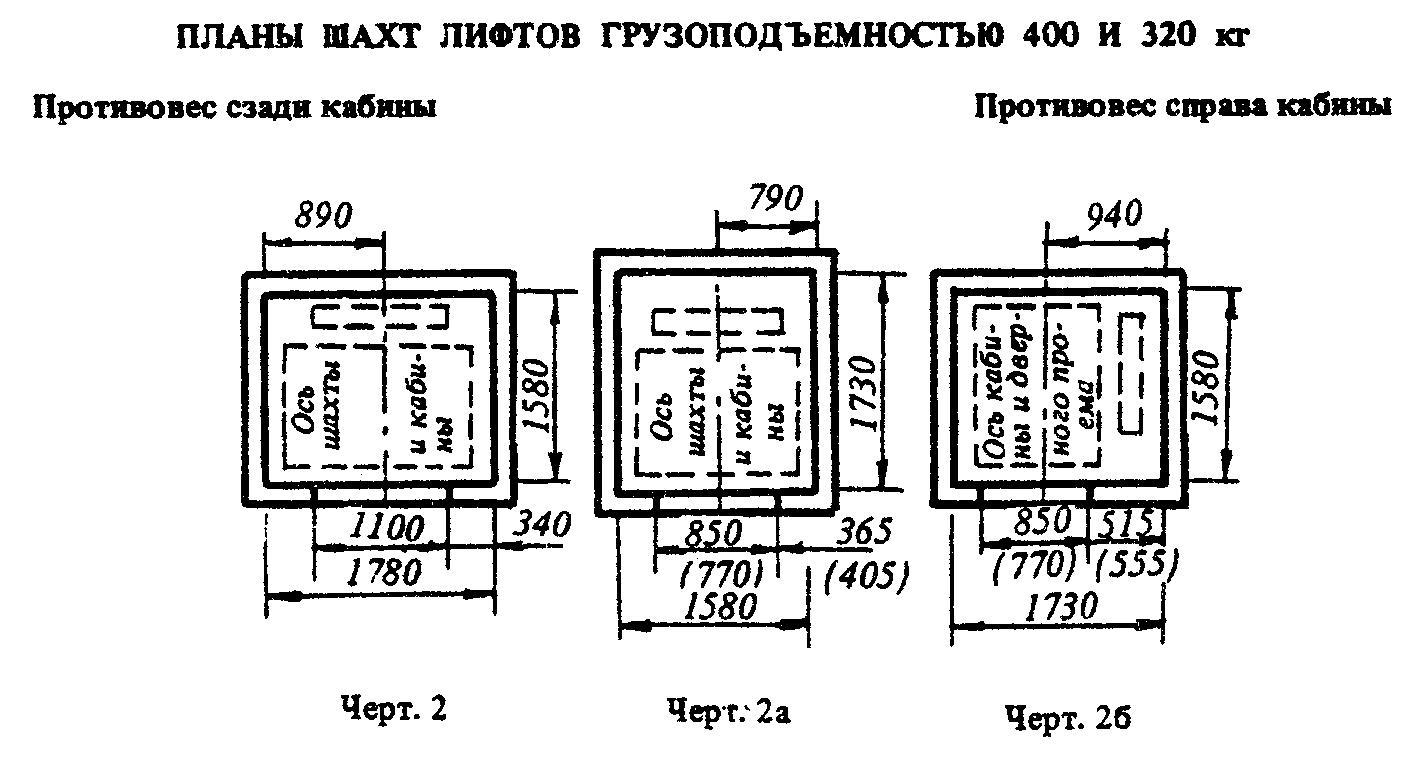 ПЛАНЫ ШАХТ ЛИФТОВ ГРУЗОПОДЪЕМНОСТЬЮ 400 И 320 кг
Противовес сзади кабины
Противовес справа кабины
890
Ось
шахты
и каби-
ны
1580
1100
340
1780
Черт. 2
790
Ось
шахты
и каби-
ны
1730
850
365
(770)
(405)
1580
Черт. 2а
940
Ось каби-
ны и двер-
ного про-
ема
1580
850
515
(770)
(555)
1730
Черт. 2б